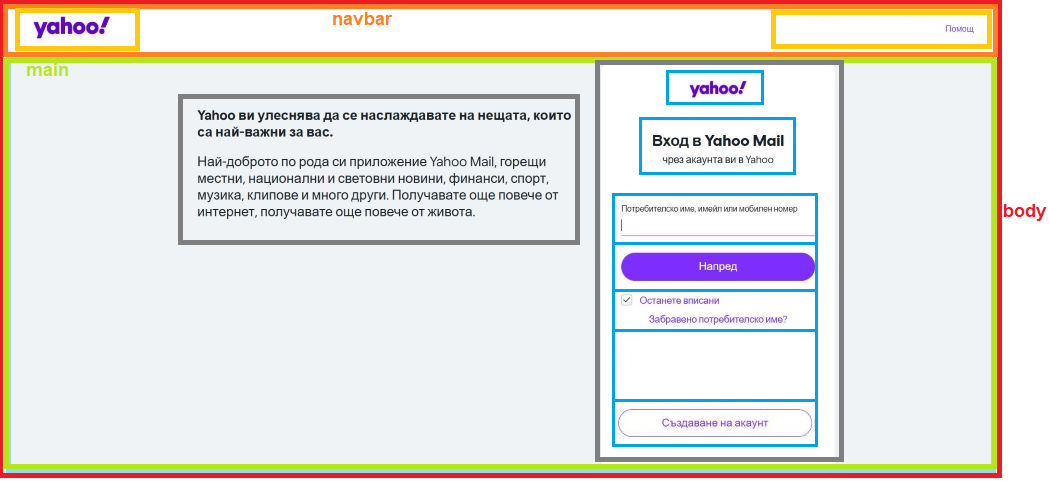 yahoo!
navbar
Помощ
main
Yahoo ви улеснява да се наслаждавате на нещата, които
са най-важни за вас.
Най-доброто по рода си приложение Yahoo Mail, горещи
местни, национални и световни новини, финанси, спорт,
музика, клипове и много други. Получавате още повече от
интернет, получавате още повече от живота.
yahoo!
Вход в Yahoo Mail
чрез акаунта ви в Yahoo
Потребителско име, имейл или мобилен номер
Напред
Останете вписани
Забравено потребителско име?
Създаване на акаунт
body